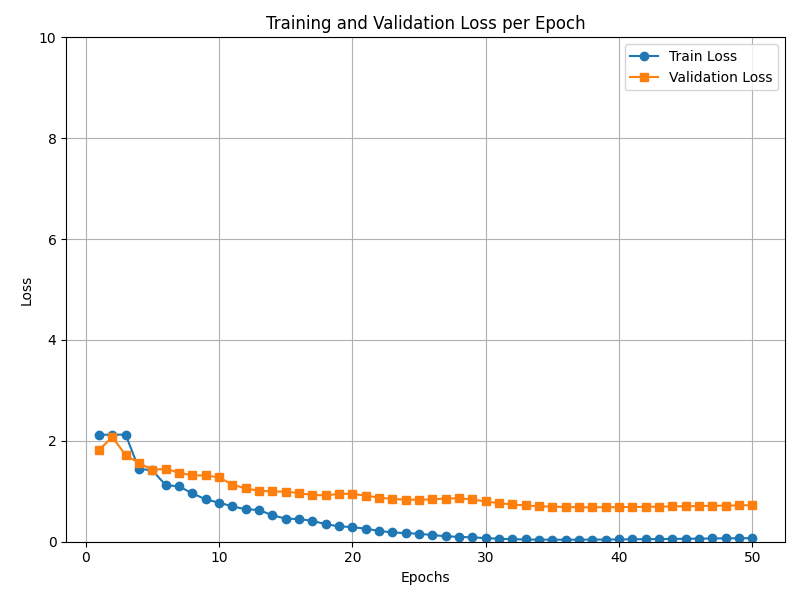 Training and Validation Loss per Epoch
Train Loss
Validation Loss
Loss
10
8
6
4
2
0
0 10 20 30 40 50
Epochs